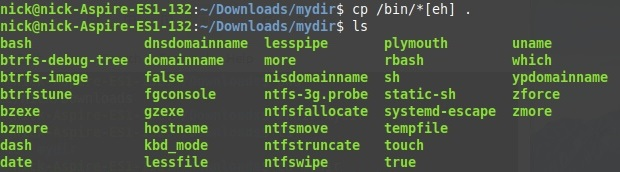 nick@nick-Aspire-ES1-132:~/Downloads/mydir$ cp /bin/*[eh] .
nick@nick-Aspire-ES1-132:~/Downloads/mydir$ ls
bash dnsdomainname lesspipe plymouth uname
btrfs-debug-tree domainname more rbash which
btrfs-image false nisdomainname sh ypdomainname
btrfstune fgconsole ntfs-3g.probe static-sh zforce
bzexe gzexe ntfsfallocate systemd-escape zmore
bzmore hostname ntfsmove tempfile
dash kbd_mode ntfstruncate touch
date lessfile ntfswipe true